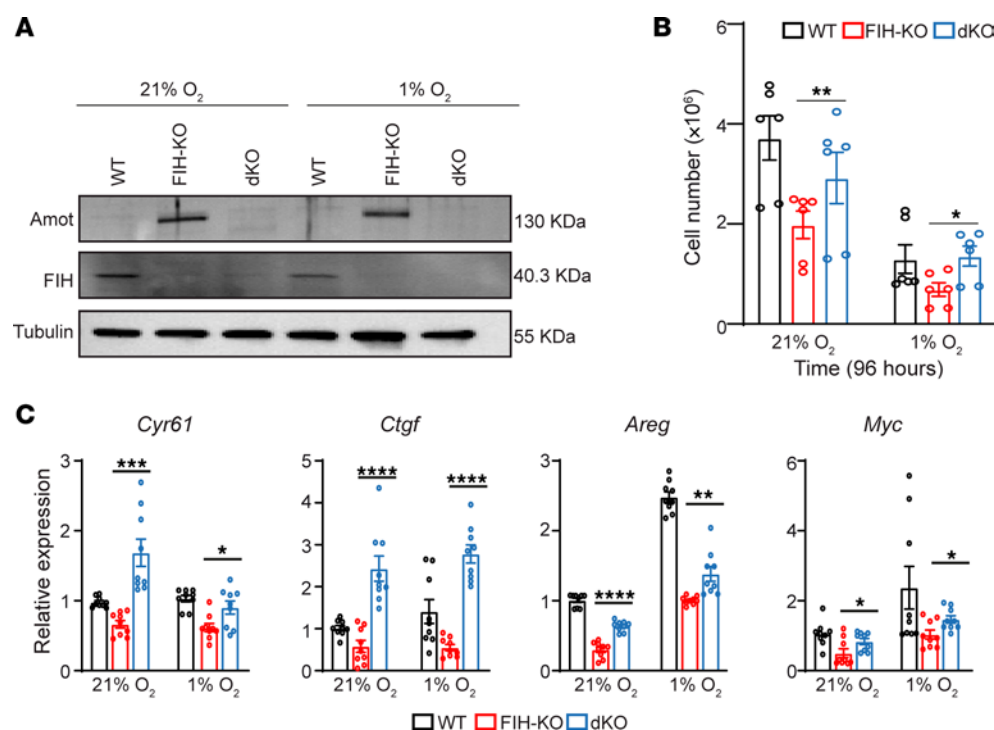 A
21% O2
1% O2
WT
FIH-KO
dKO
WT
FIH-KO
dKO
Amot
130 KDa
FIH
40.3 KDa
Tubulin
55 KDa
B
WT FIH-KO dKO
Cell number (×10⁶)
6
4
2
0
**
*
21% O2
1% O2
Time (96 hours)
C
Relative expression
Cyr61
3
2
1
0
***
*
21% O2
1% O2
Ctgf
5
4
3
2
1
0
****
****
21% O2
1% O2
Areg
3
2
1
0
****
**
21% O2
1% O2
Myc
6
4
2
0
*
*
21% O2
1% O2
WT FIH-KO dKO